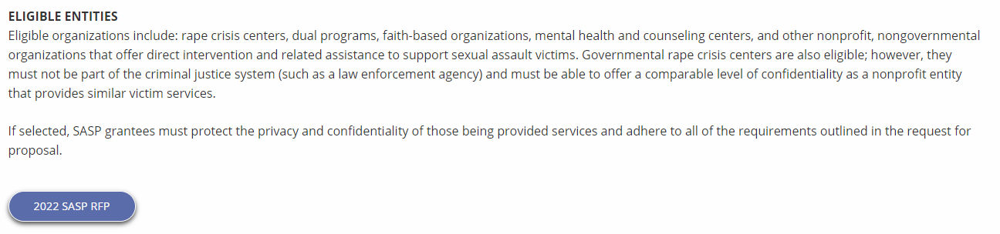 ELIGIBLE ENTITIES
Eligible organizations include: rape crisis centers, dual programs, faith-based organizations, mental health and counseling centers, and other nonprofit, nongovernmental
organizations that offer direct intervention and related assistance to support sexual assault victims. Governmental rape crisis centers are also eligible; however, they
must not be part of the criminal justice system (such as a law enforcement agency) and must be able to offer a comparable level of confidentiality as a nonprofit entity
that provides similar victim services.
If selected, SASP grantees must protect the privacy and confidentiality of those being provided services and adhere to all of the requirements outlined in the request for
proposal.
2022 SASP RFP